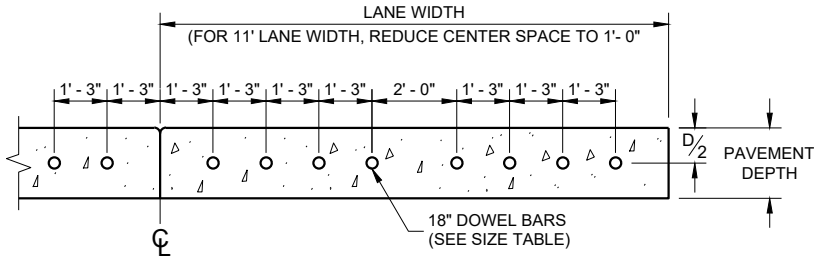 LANE WIDTH
(FOR 11' LANE WIDTH, REDUCE CENTER SPACE TO 1'- 0"
1' - 3" 1' - 3" 1' - 3" 1' - 3" 1' - 3" 1' - 3" 2' - 0" 1' - 3" 1' - 3" 1' - 3"
D/2
PAVEMENT
DEPTH
18" DOWEL BARS
(SEE SIZE TABLE)
℄